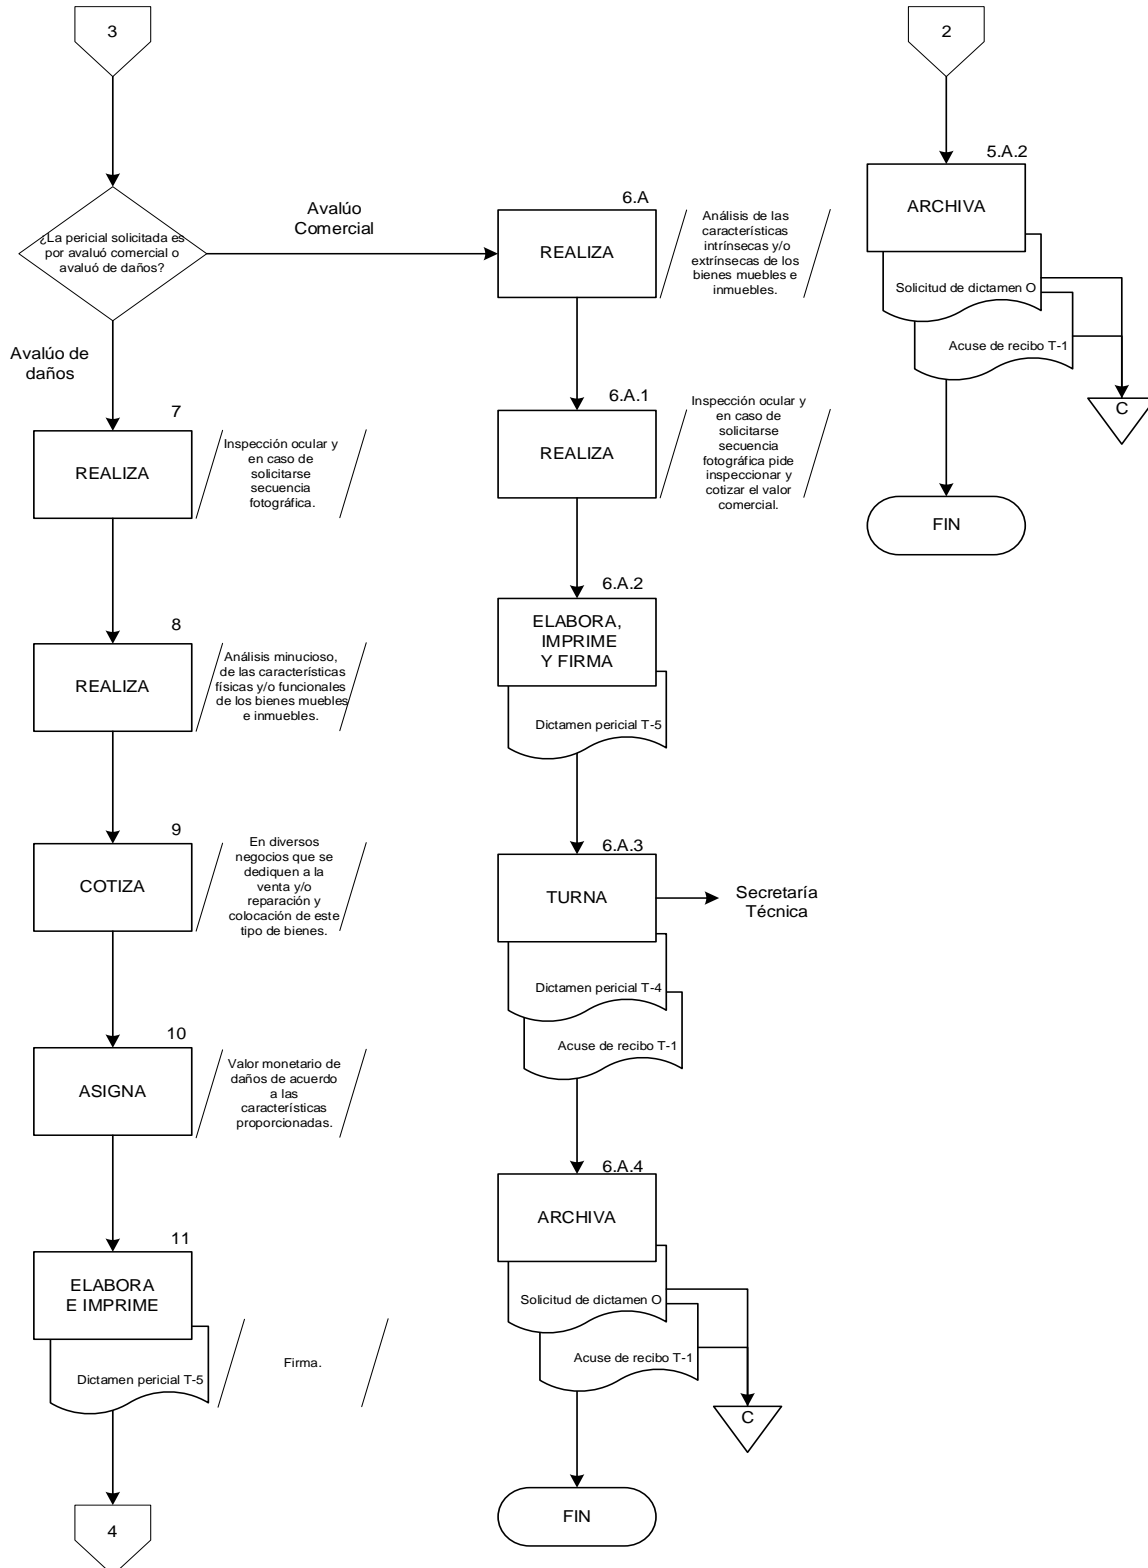 3
¿La pericial solicitada es
por avaluó comercial o
avaluó de daños?
Avalúo
Comercial
Avalúo de
daños
7
REALIZA
Inspección ocular y
en caso de
solicitarse
secuencia
fotográfica.
8
REALIZA
Análisis minucioso,
de las características
físicas y/o funcionales
de los bienes muebles
e inmuebles.
9
COTIZA
En diversos
negocios que se
dediquen a la
venta y/o
reparación y
colocación de este
tipo de bienes.
10
ASIGNA
Valor monetario de
daños de acuerdo
a las
características
proporcionadas.
11
ELABORA
E IMPRIME
Dictamen pericial T-5
Firma.
4
6.A
REALIZA
Análisis de las
características
intrínsecas y/o
extrínsecas de los
bienes muebles e
inmuebles.
6.A.1
REALIZA
Inspección ocular y
en caso de
solicitarse
secuencia
fotográfica pide
inspeccionar y
cotizar el valor
comercial.
6.A.2
ELABORA,
IMPRIME
Y FIRMA
Dictamen pericial T-5
6.A.3
TURNA
Secretaría
Técnica
Dictamen pericial T-4
Acuse de recibo T-1
6.A.4
ARCHIVA
Solicitud de dictamen O
Acuse de recibo T-1
C
FIN
2
5.A.2
ARCHIVA
Solicitud de dictamen O
Acuse de recibo T-1
C
FIN